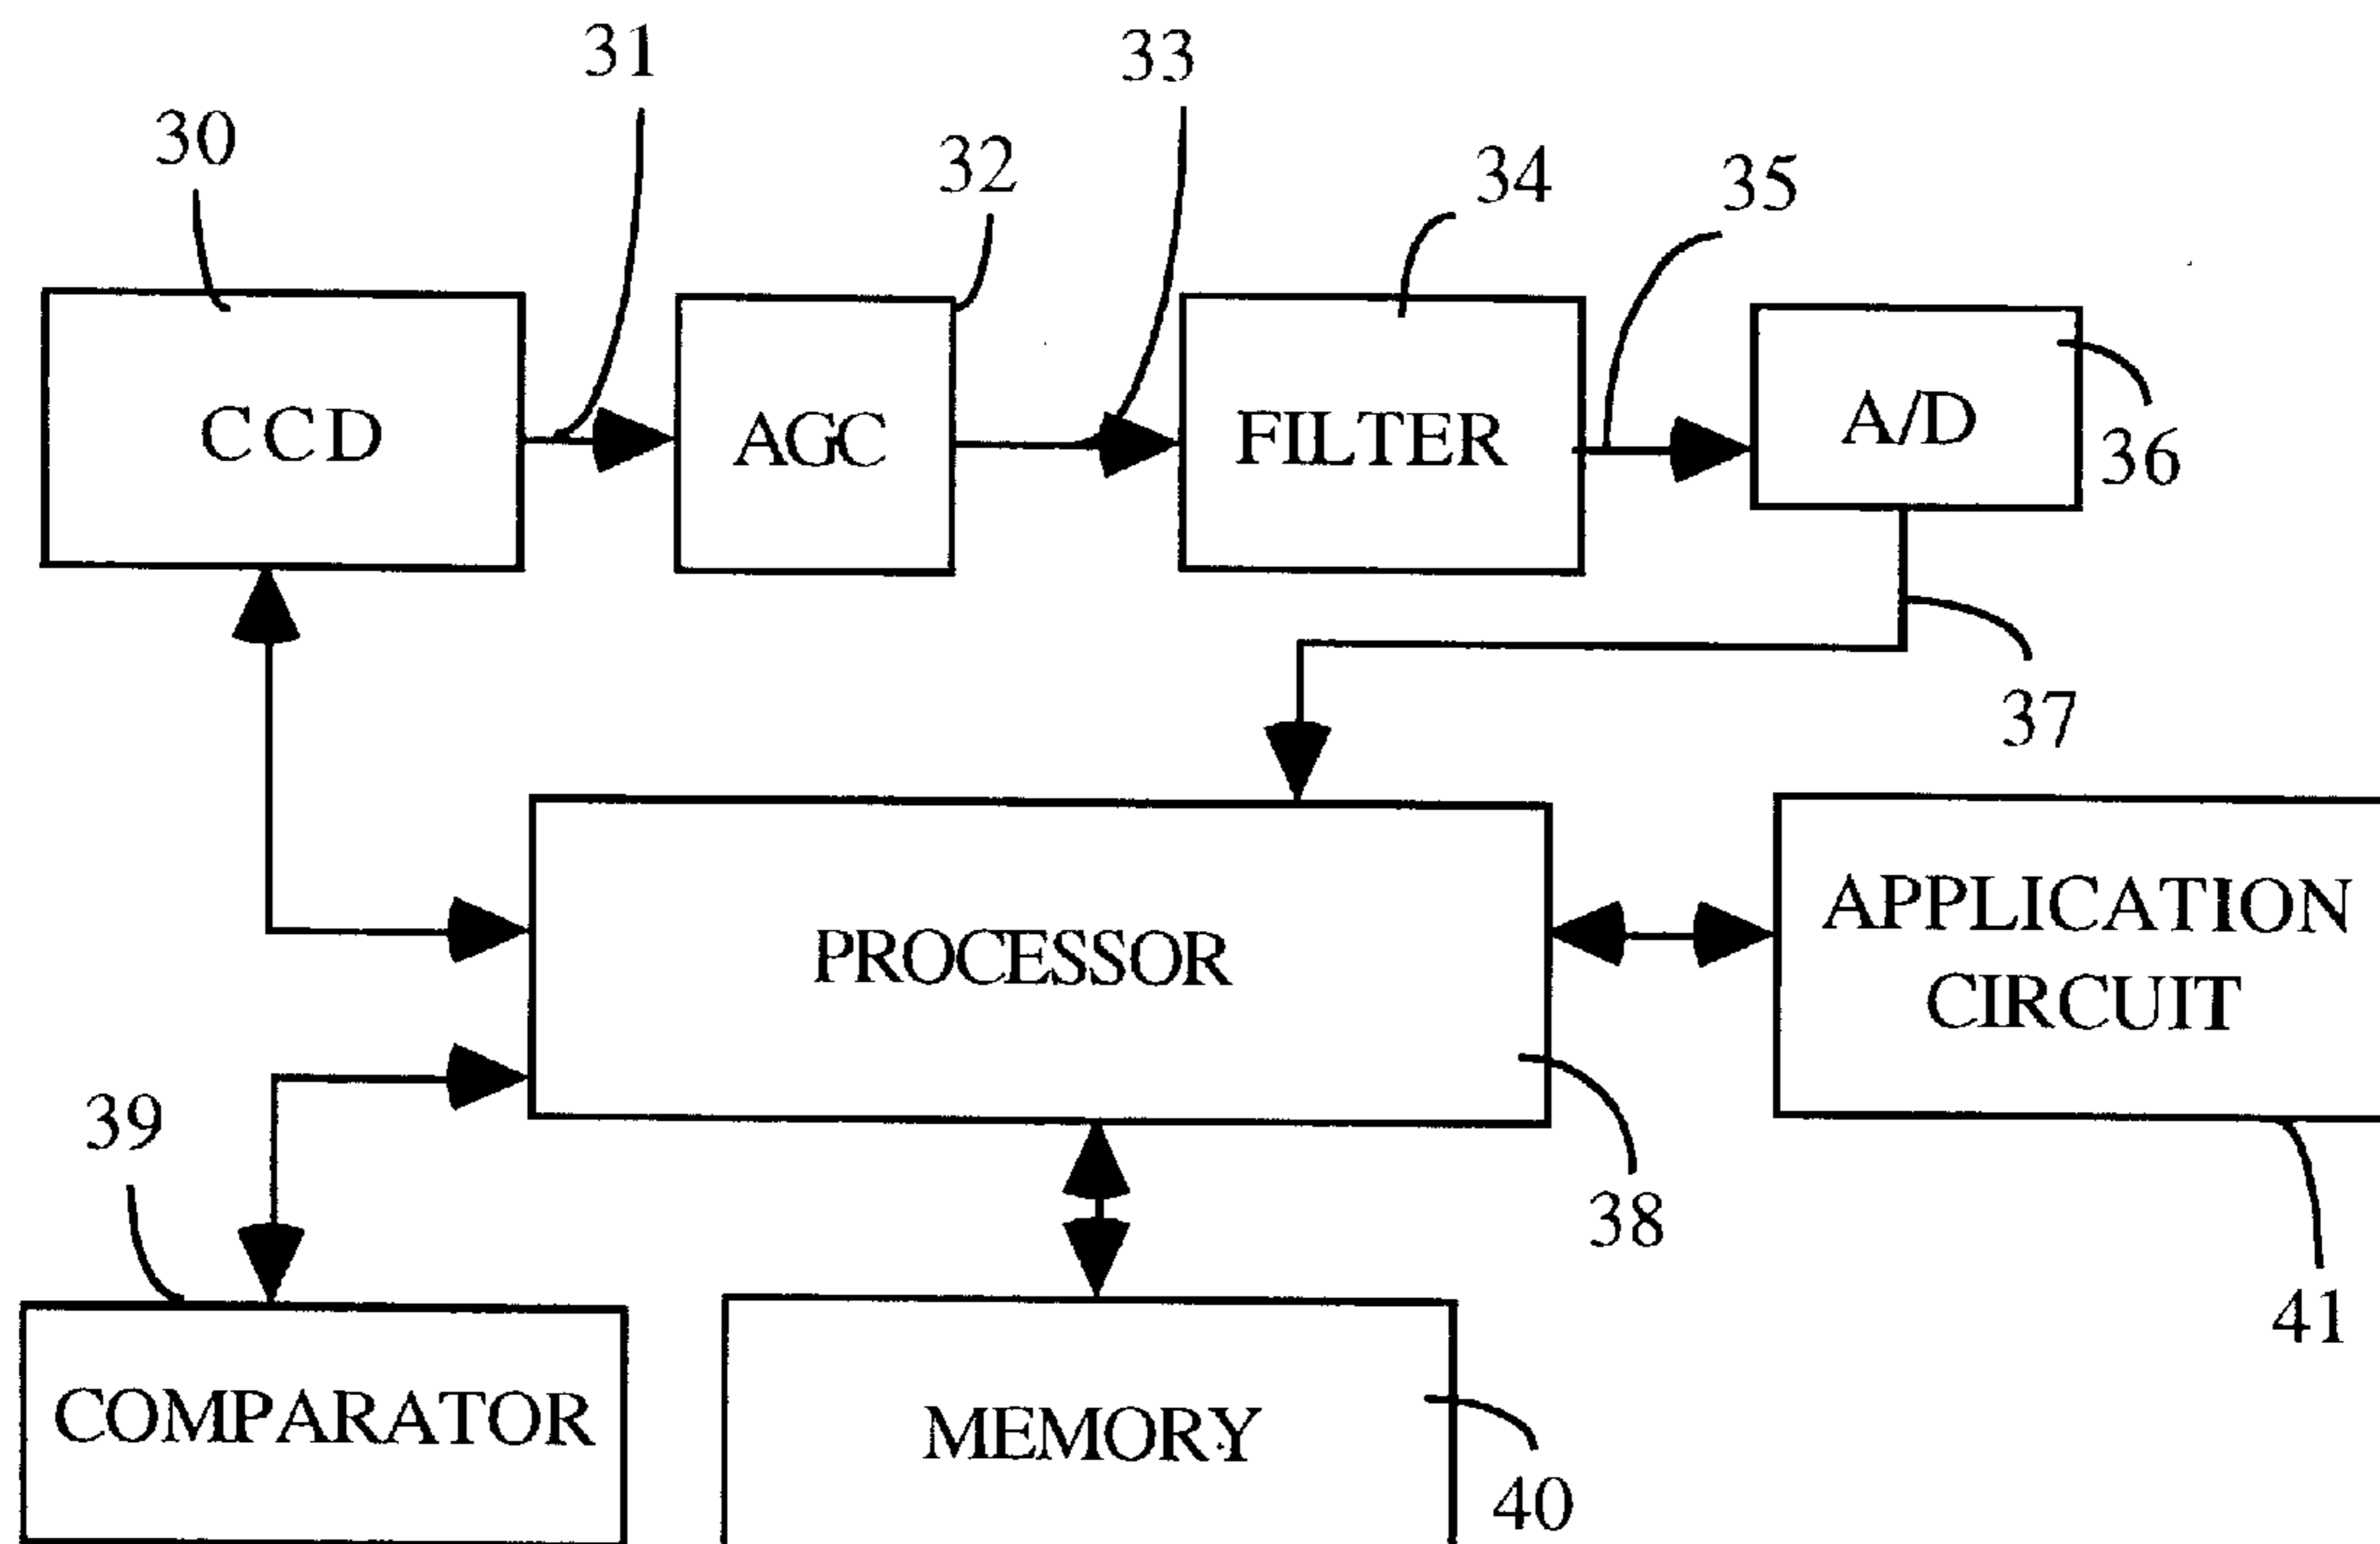 31
33
30
32
34
35
CCD
AGC
FILTER
A/D
36
37
PROCESSOR
APPLICATION
CIRCUIT
39
38
41
COMPARATOR
MEMORY
40